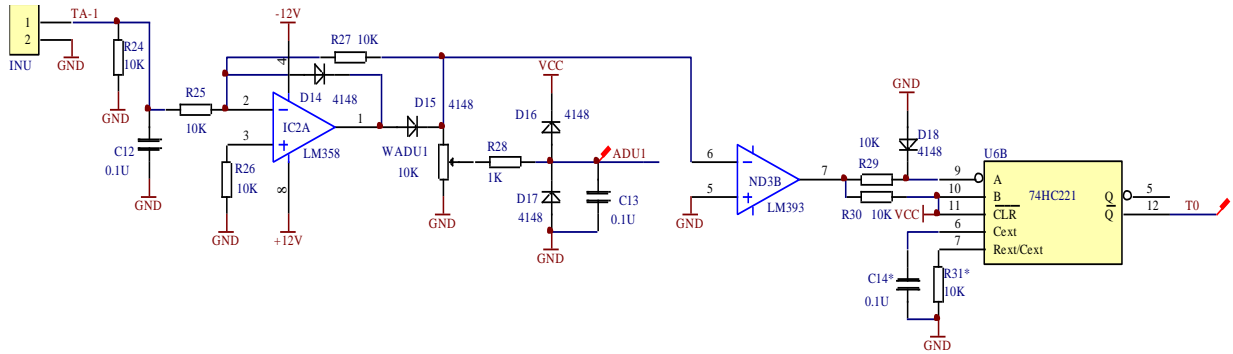 1
2
INU
TA-1
GND
R24
10K
GND
C12
0.1U
GND
R25
10K
-12V
4
R27 10K
D14
4148
2
3
IC2A
1
LM358
8
+12V
R26
10K
GND
D15
4148
WADU1
10K
GND
R28
1K
VCC
D16
4148
D17
4148
ADU1
C13
0.1U
GND
6
5
GND
ND3B
7
LM393
GND
D18
4148
10K
R29
R30 10K
VCC
U6B
74HC221
9
A
10
B
11
CLR
6
Cext
7
Rext/Cext
Q
5
Q
12
T0
C14*
0.1U
R31*
10K
GND